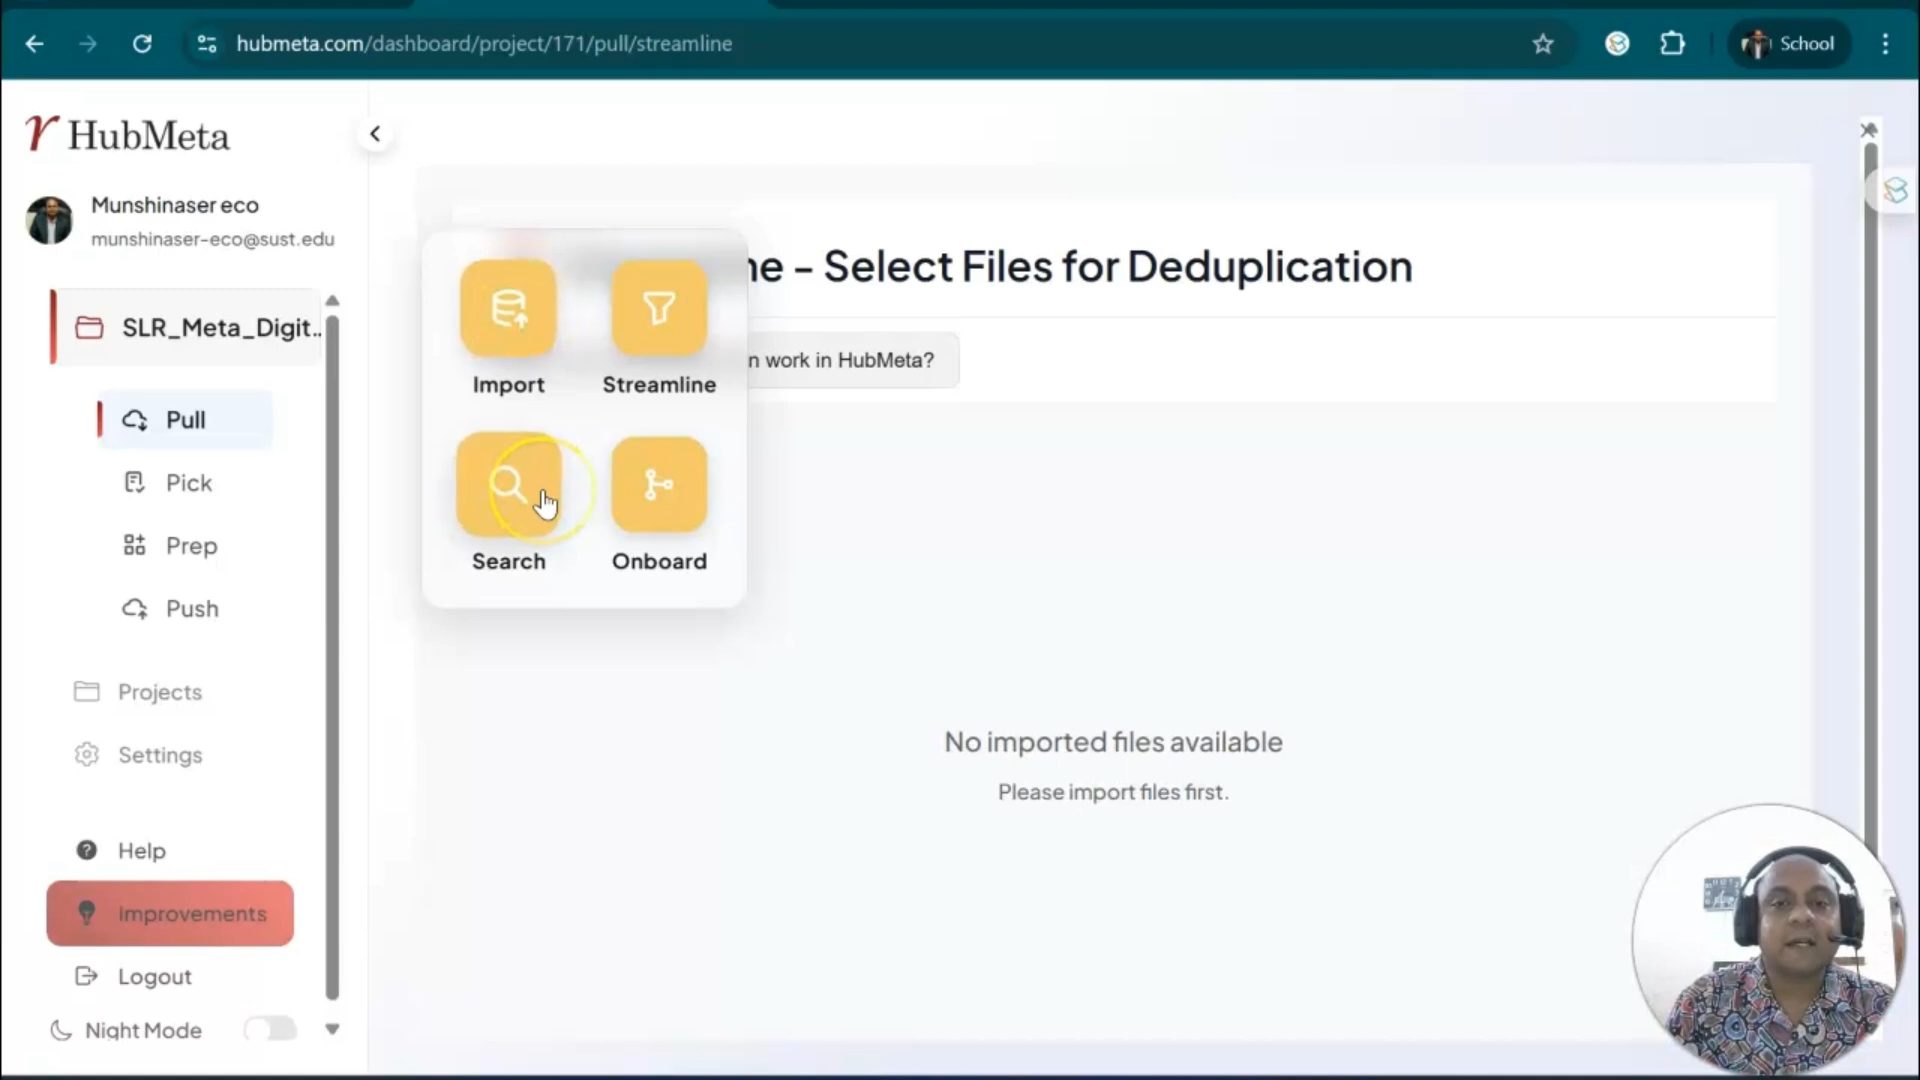 hubmeta.com/dashboard/project/171/pull/streamline
School
HubMeta
Munshinaser eco
munshinaser-eco@sust.edu
SLR_Meta_Digit..
Pull
Pick
Prep
Push
Projects
Settings
Help
Improvements
Logout
Night Mode
Import
Streamline
Search
Onboard
ne - Select Files for Deduplication
n work in HubMeta?
No imported files available
Please import files first.